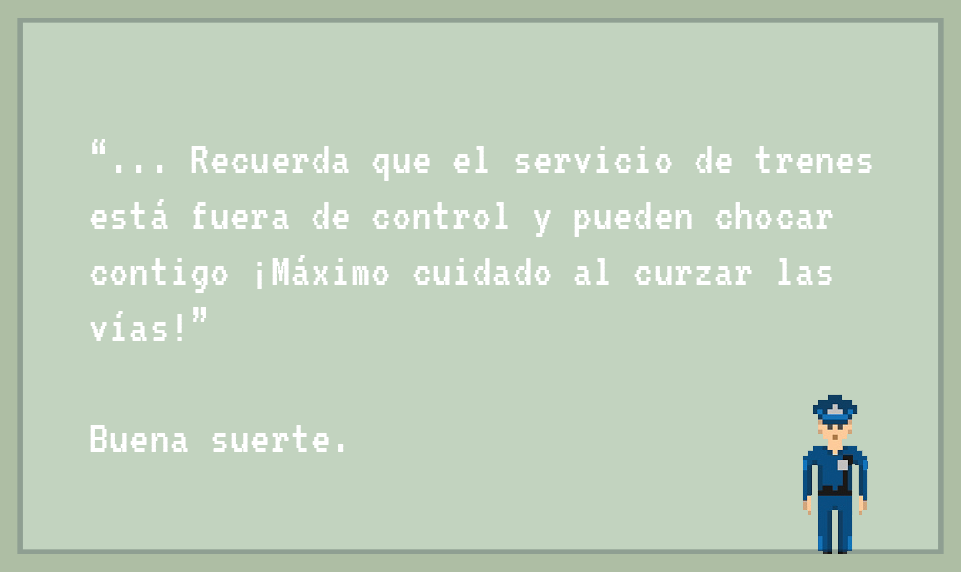 “... Recuerda que el servicio de trenes
está fuera de control y pueden chocar
contigo ¡Máximo cuidado al curzar las
vías!”
Buena suerte.